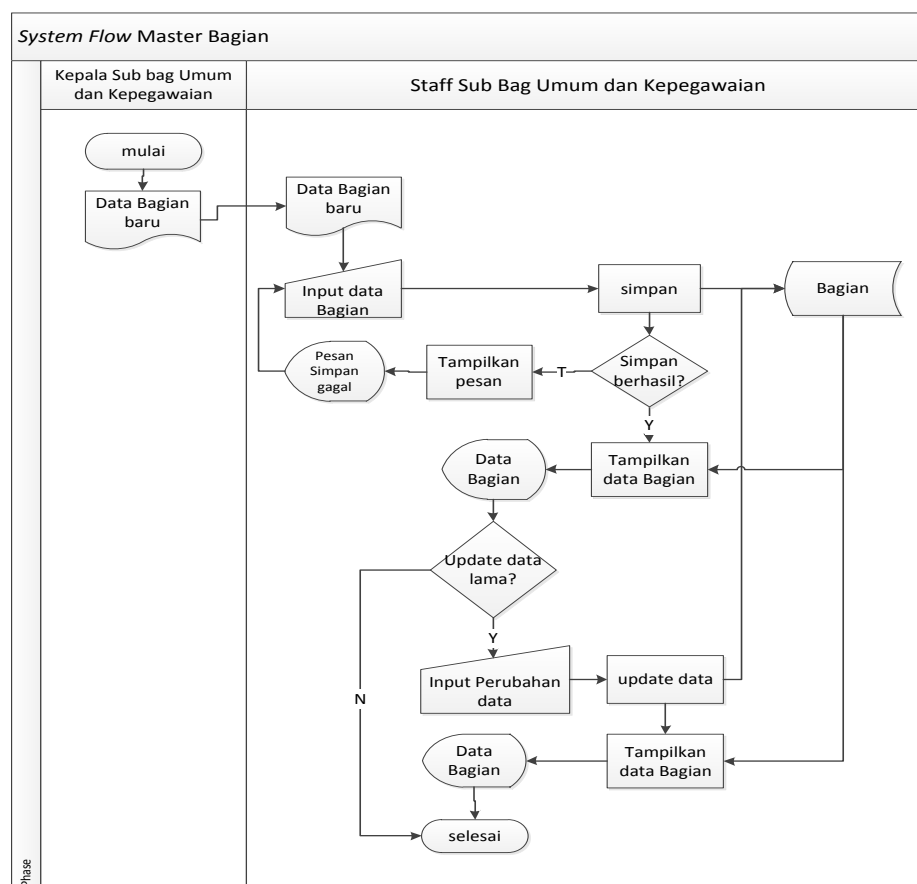 System Flow Master Bagian
Kepala Sub bag Umum
dan Kepegawaian
Staff Sub Bag Umum dan Kepegawaian
mulai
Data Bagian
baru
Data Bagian
baru
Input data
Bagian
simpan
Bagian
Simpan
berhasil?
T
Tampilkan
pesan
Pesan
Simpan
gagal
Y
Tampilkan
data Bagian
Data
Bagian
Update data
lama?
Y
N
Input Perubahan
data
update data
Tampilkan
data Bagian
Data
Bagian
selesai
Phase